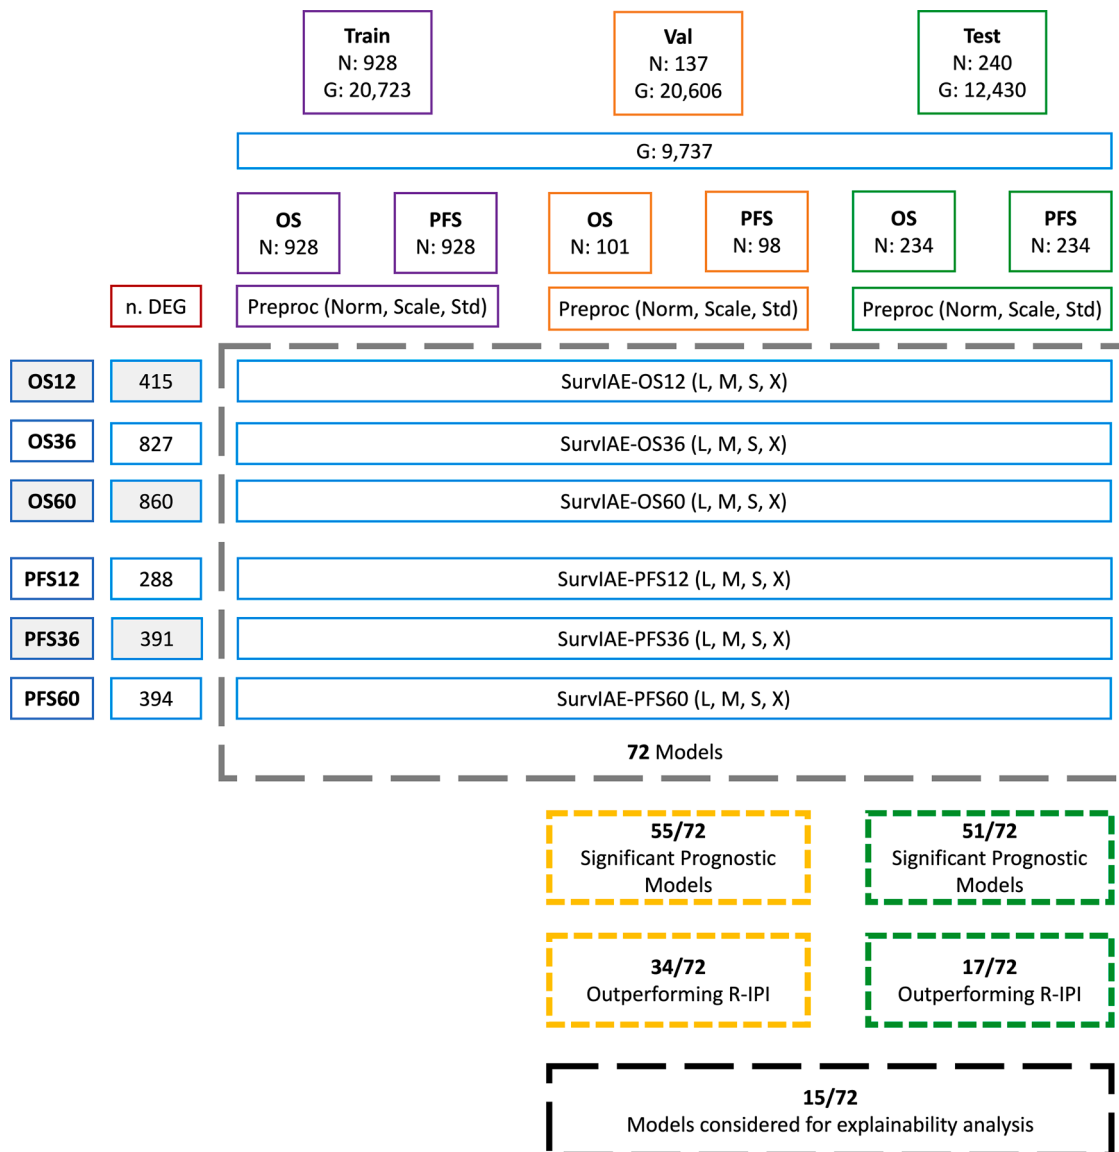 Train
N: 928
G: 20,723
Val
N: 137
G: 20,606
Test
N: 240
G: 12,430
G: 9,737
OS
N: 928
PFS
N: 928
OS
N: 101
PFS
N: 98
OS
N: 234
PFS
N: 234
n. DEG
Preproc (Norm, Scale, Std)
Preproc (Norm, Scale, Std)
Preproc (Norm, Scale, Std)
OS12
415
SurvIAE-OS12 (L, M, S, X)
OS36
827
SurvIAE-OS36 (L, M, S, X)
OS60
860
SurvIAE-OS60 (L, M, S, X)
PFS12
288
SurvIAE-PFS12 (L, M, S, X)
PFS36
391
SurvIAE-PFS36 (L, M, S, X)
PFS60
394
SurvIAE-PFS60 (L, M, S, X)
72 Models
55/72
Significant Prognostic
Models
51/72
Significant Prognostic
Models
34/72
Outperforming R-IPI
17/72
Outperforming R-IPI
15/72
Models considered for explainability analysis